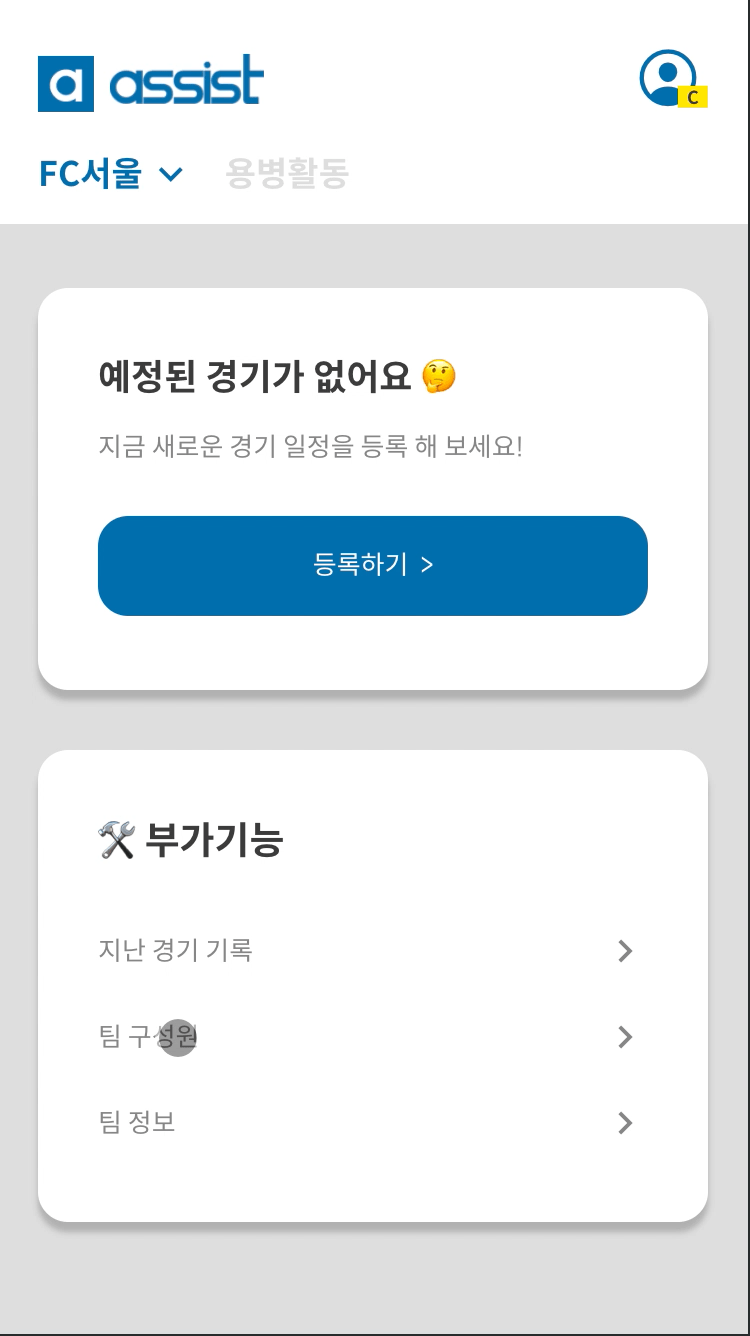 a assist
C
FC서울 용병활동
예정된 경기가 없어요 🤔
지금 새로운 경기 일정을 등록 해 보세요!
등록하기 >
🛠️ 부가기능
지난 경기 기록
팀 구성원
팀 정보